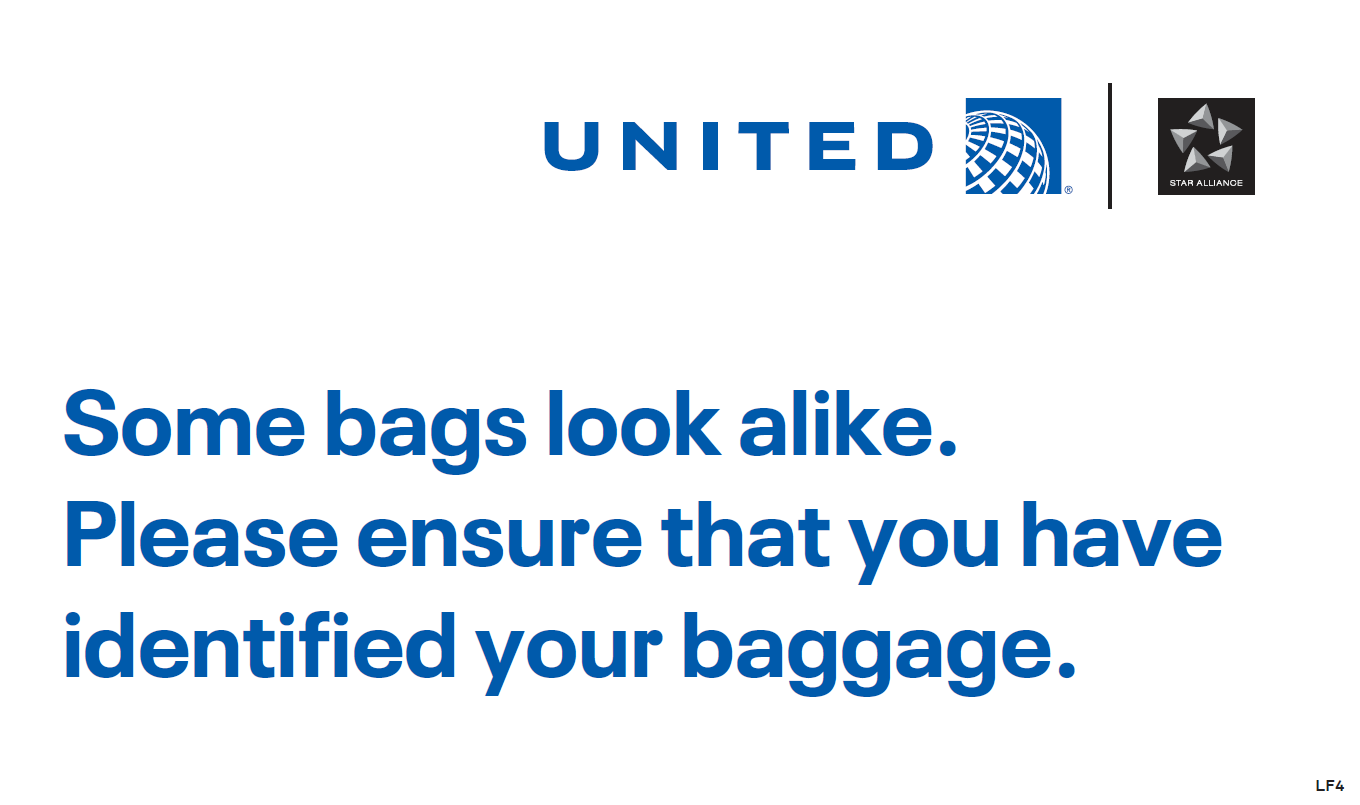 UNITED ®
STAR ALLIANCE
Some bags look alike.
Please ensure that you have
identified your baggage.
LF4